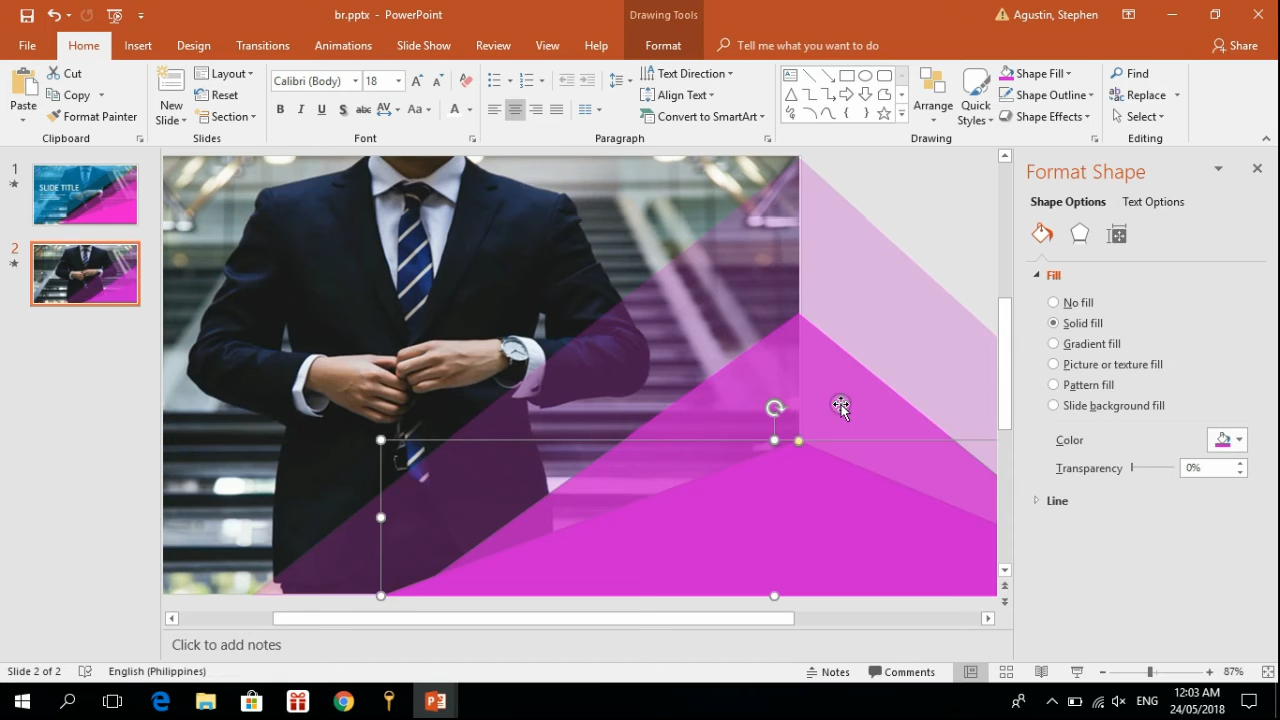 br.pptx - PowerPoint
Drawing Tools
Agustin, Stephen
File Home Insert Design Transitions Animations Slide Show Review View Help Format Tell me what you want to do Share
Paste
Cut
Copy
Format Painter
Clipboard
New Slide
Layout
Reset
Section
Slides
Calibri (Body) 18
B I U S abc AV Aa A
Font
Text Direction
Align Text
Convert to SmartArt
Paragraph
Arrange
Quick Styles
Shape Fill
Shape Outline
Shape Effects
Drawing
Find
Replace
Select
Editing
1
SLIDE TITLE
2
Format Shape
Shape Options Text Options
Fill
No fill
Solid fill
Gradient fill
Picture or texture fill
Pattern fill
Slide background fill
Color
Transparency 0%
Line
Click to add notes
Slide 2 of 2 English (Philippines) Notes Comments 87%
ENG
12:03 AM
24/05/2018